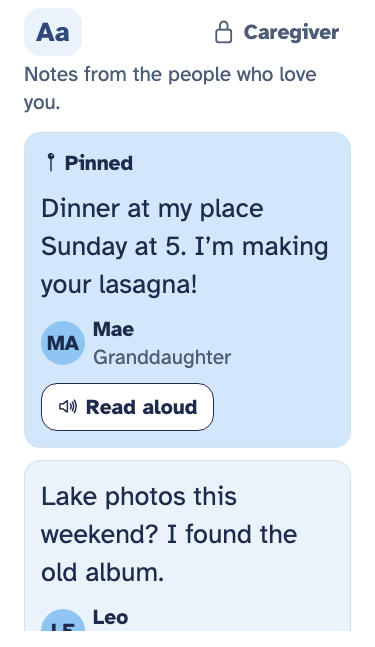 Aa
Caregiver
Notes from the people who love
you.
Pinned
Dinner at my place
Sunday at 5. I’m making
your lasagna!
MA
Mae
Granddaughter
Read aloud
Lake photos this
weekend? I found the
old album.
LE
Leo